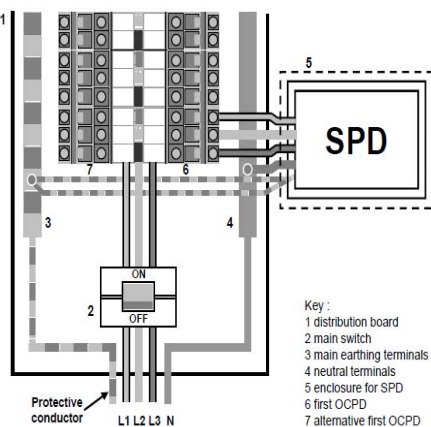 1
5
SPD
7
6
3
4
ON
2
OFF
Key :
1 distribution board
2 main switch
3 main earthing terminals
4 neutral terminals
5 enclosure for SPD
6 first OCPD
7 alternative first OCPD
Protective
conductor
L1 L2 L3 N